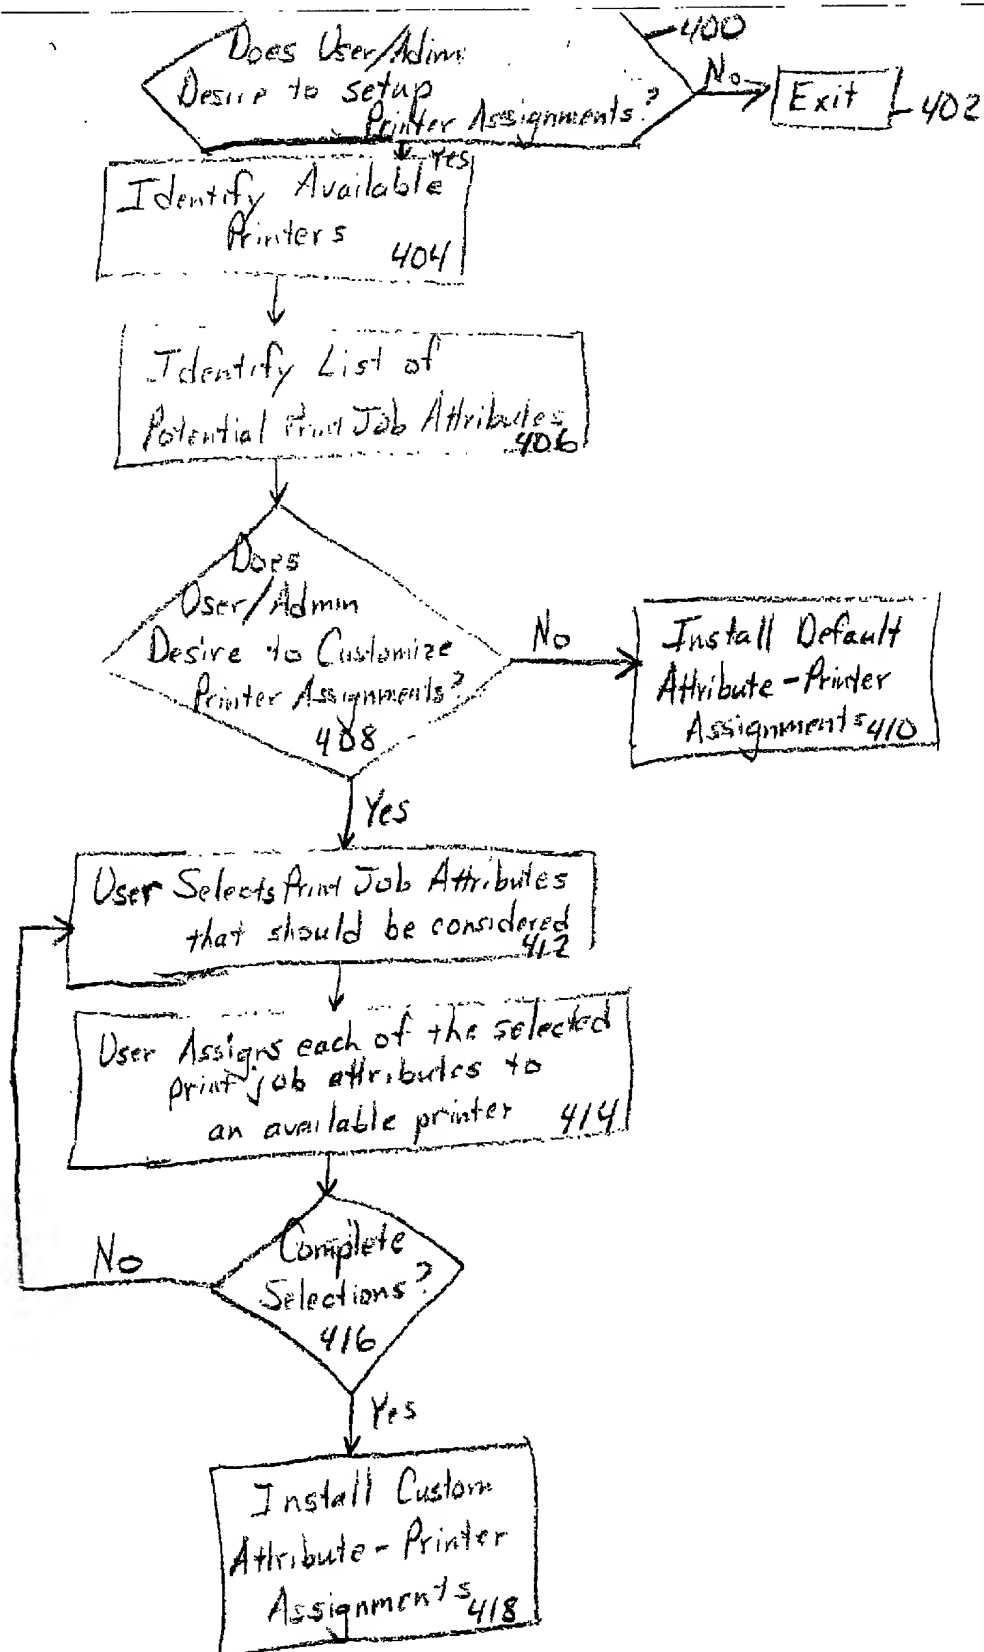 Does User/Admin
Desire to setup
Printer Assignments?
400
No
Exit
402
Yes
Identify Available
Printers
404
Identify List of
Potential Print Job Attributes
406
Does
User/Admin
Desire to Customize
Printer Assignments?
408
No
Install Default
Attribute-Printer
Assignments 410
Yes
User Selects Print Job Attributes
that should be considered
412
User Assigns each of the selected
print job attributes to
an available printer 414
Complete
Selections?
416
No
Yes
Install Custom
Attribute-Printer
Assignments 418